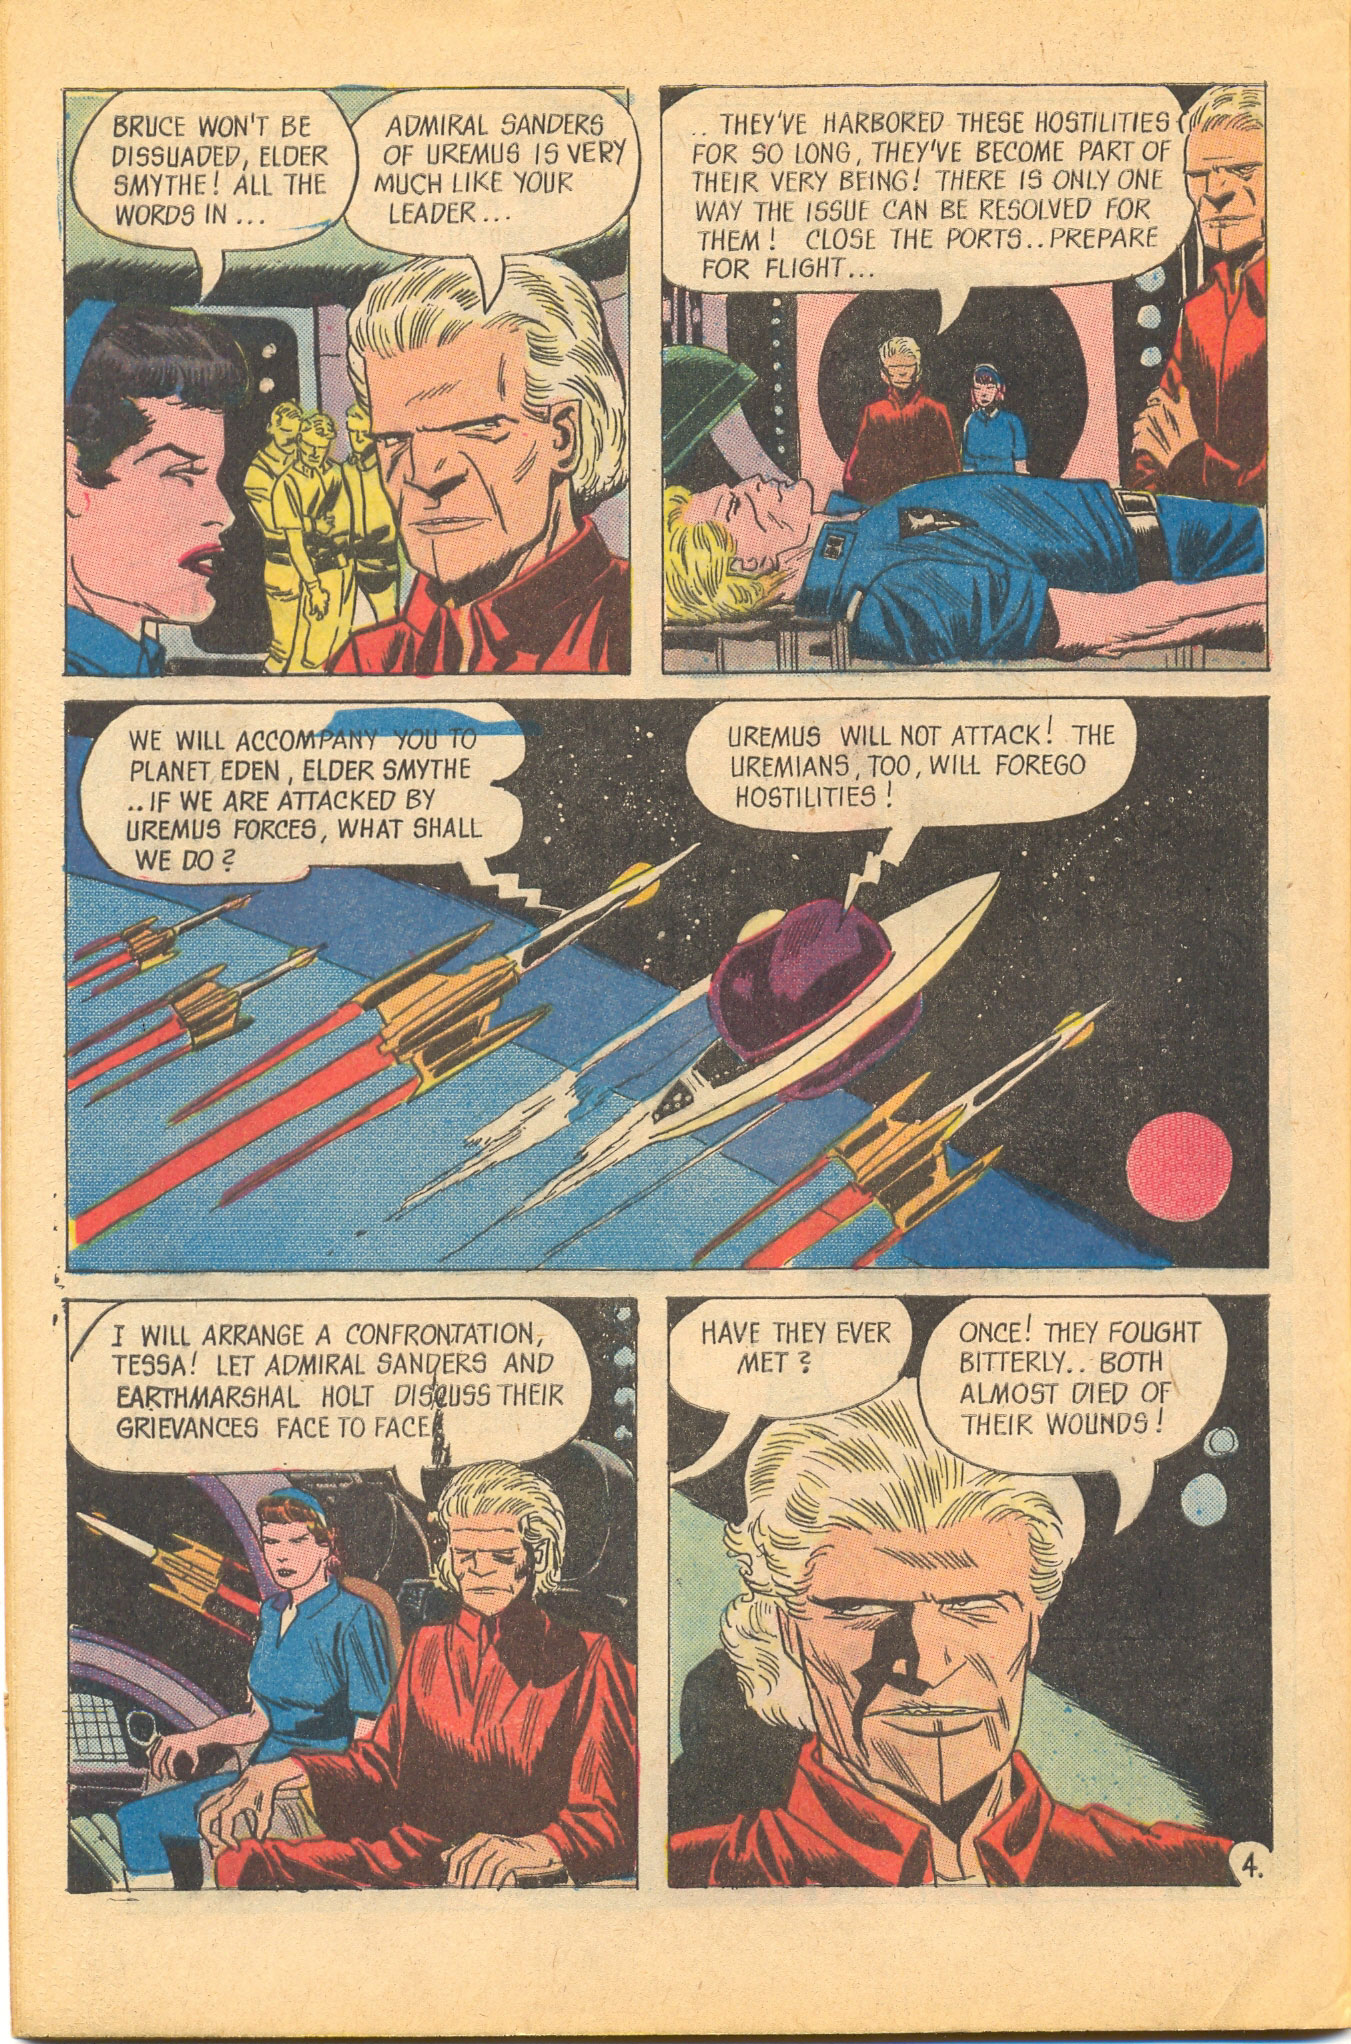 BRUCE WON'T BE
DISSUADED, ELDER
SMYTHE! ALL THE
WORDS IN...
ADMIRAL SANDERS
OF UREMUS IS VERY
MUCH LIKE YOUR
LEADER...
.. THEY'VE HARBORED THESE HOSTILITIES
FOR SO LONG, THEY'VE BECOME PART OF
THEIR VERY BEING! THERE IS ONLY ONE
WAY THE ISSUE CAN BE RESOLVED FOR
THEM! CLOSE THE PORTS.. PREPARE
FOR FLIGHT...
WE WILL ACCOMPANY YOU TO
PLANET EDEN, ELDER SMYTHE
..IF WE ARE ATTACKED BY
UREMUS FORCES, WHAT SHALL
WE DO?
UREMUS WILL NOT ATTACK! THE
UREMIANS, TOO, WILL FOREGO
HOSTILITIES!
I WILL ARRANGE A CONFRONTATION,
TESSA! LET ADMIRAL SANDERS AND
EARTHMARSHAL HOLT DISCUSS THEIR
GRIEVANCES FACE TO FACE
HAVE THEY EVER
MET?
ONCE! THEY FOUGHT
BITTERLY.. BOTH
ALMOST DIED OF
THEIR WOUNDS!
4.